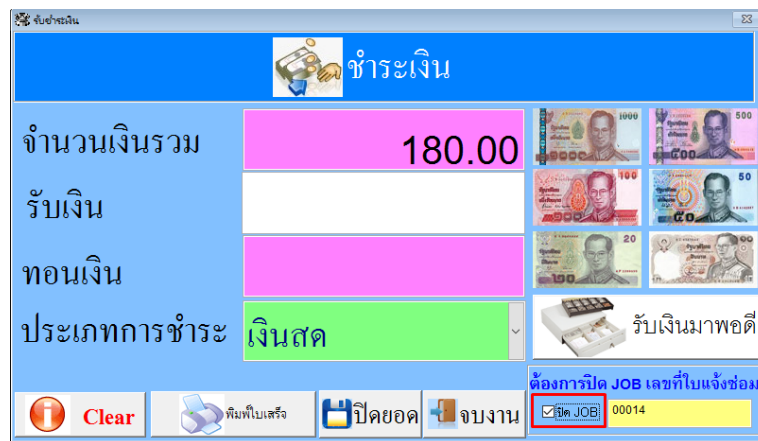 รับชำระเงิน
ชำระเงิน
จำนวนเงินรวม 180.00
รับเงิน
ทอนเงิน
ประเภทการชำระ เงินสด
1000 500
100 50
20
รับเงินมาพอดี
ต้องการปิด JOB เลขที่ใบแจ้งซ่อม
ปิด JOB 00014
Clear พิมพ์ใบเสร็จ ปิดยอด จบงาน